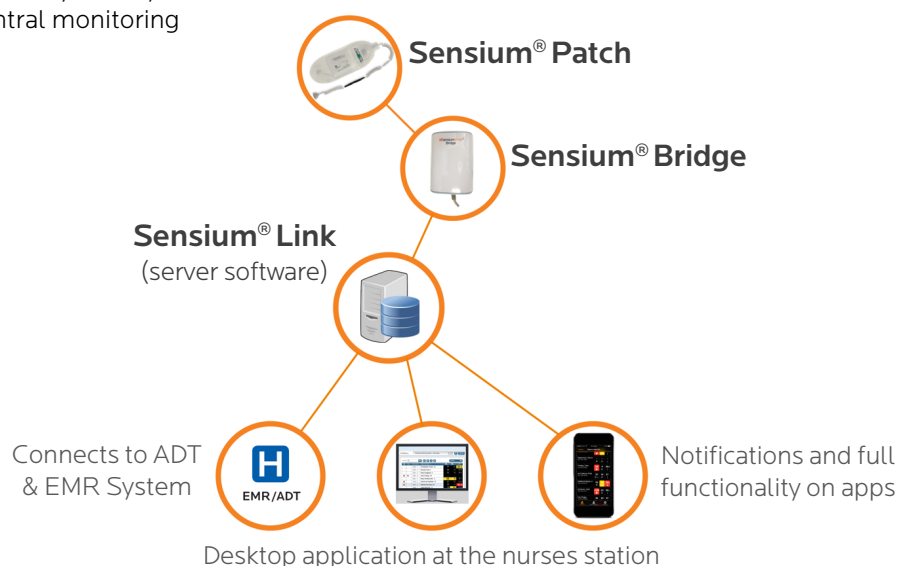 ntral monitoring
Sensium® Patch
Sensium® Bridge
Sensium® Link
(server software)
H
EMR/ADT
Connects to ADT
& EMR System
Notifications and full
functionality on apps
Desktop application at the nurses station